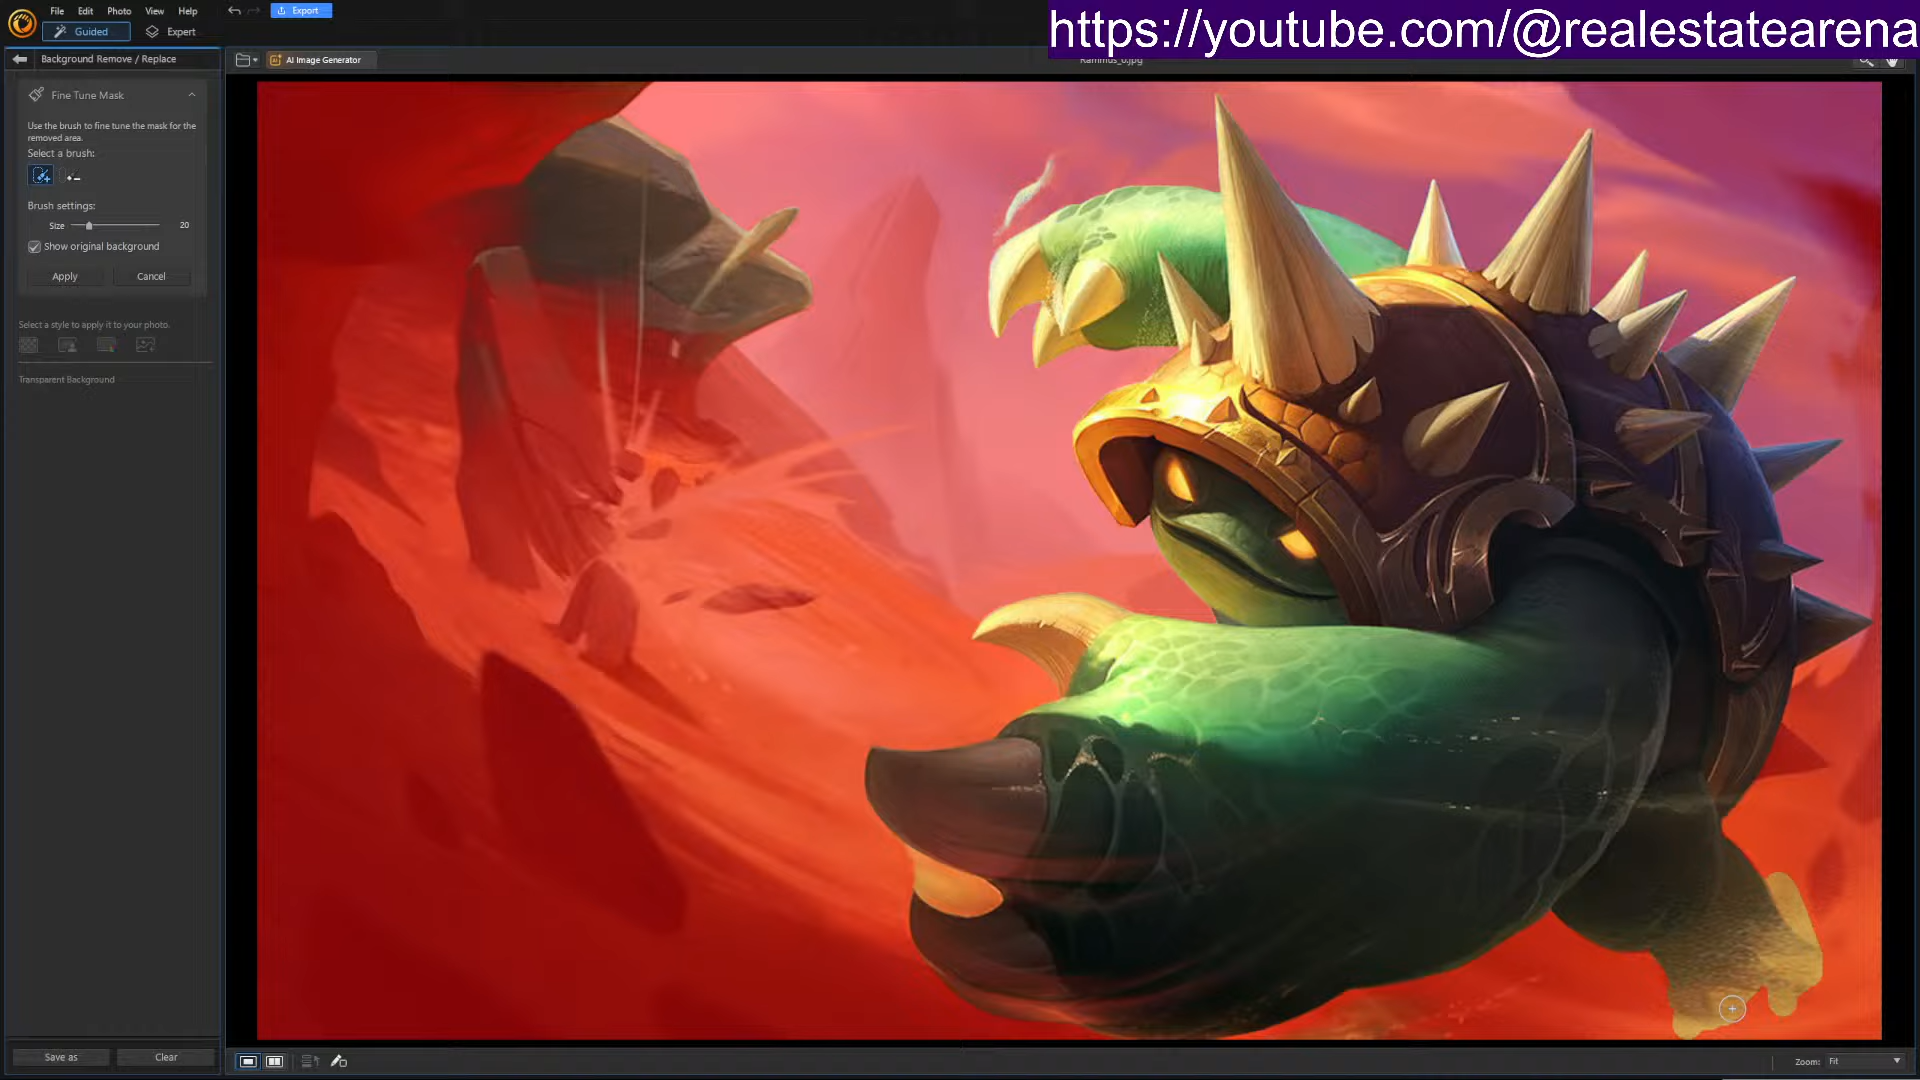 File Edit Photo View Help
Export
https://youtube.com/@realestatearena
Guided Expert
Background Remove / Replace
AI Image Generator
Rammus_0.jpg
Fine Tune Mask
Use the brush to fine tune the mask for the
removed area.
Select a brush:
Brush settings:
Size 20
Show original background
Apply Cancel
Select a style to apply it to your photo.
Transparent Background
Save as Clear
Zoom: Fit